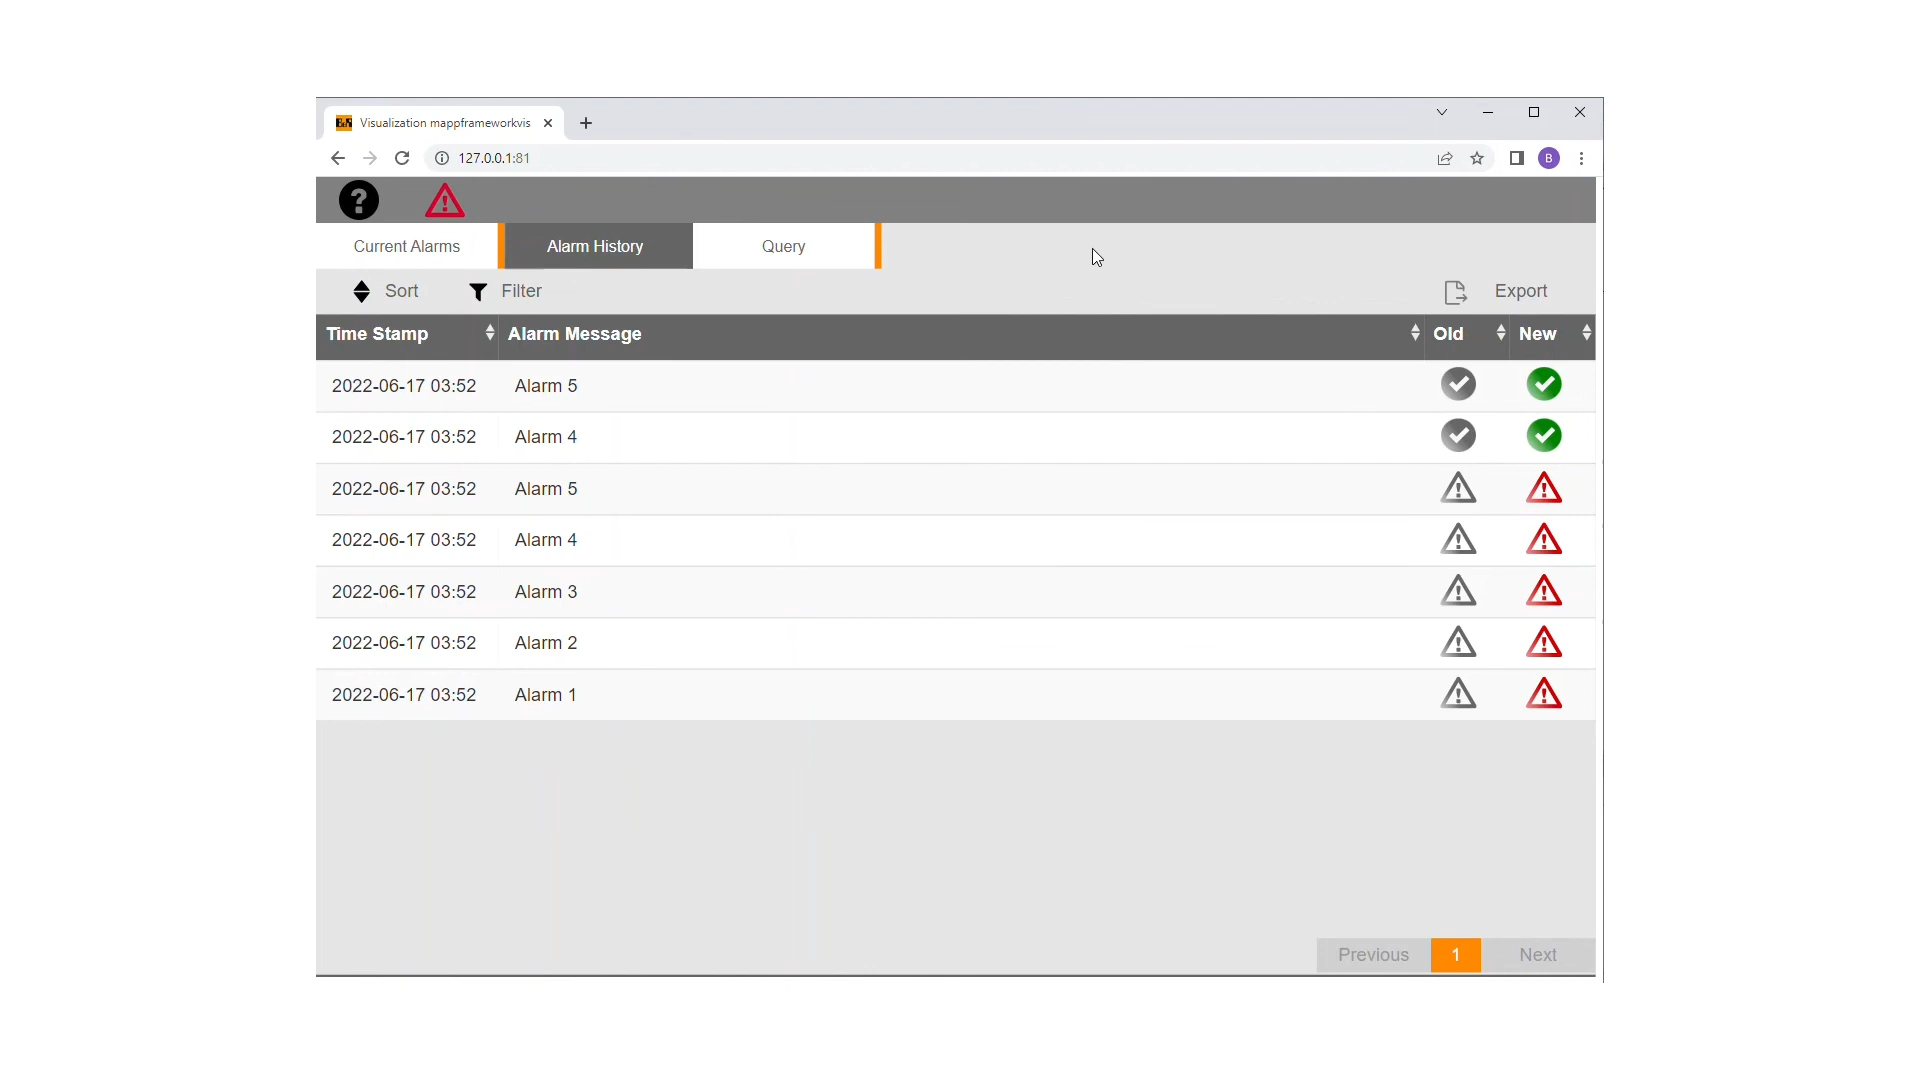 B&R Visualization mappframeworkvis
127.0.0.1:81
B
?
Current Alarms Alarm History Query
Sort Filter Export
Time Stamp Alarm Message Old New
2022-06-17 03:52 Alarm 5
2022-06-17 03:52 Alarm 4
2022-06-17 03:52 Alarm 5
2022-06-17 03:52 Alarm 4
2022-06-17 03:52 Alarm 3
2022-06-17 03:52 Alarm 2
2022-06-17 03:52 Alarm 1
Previous 1 Next